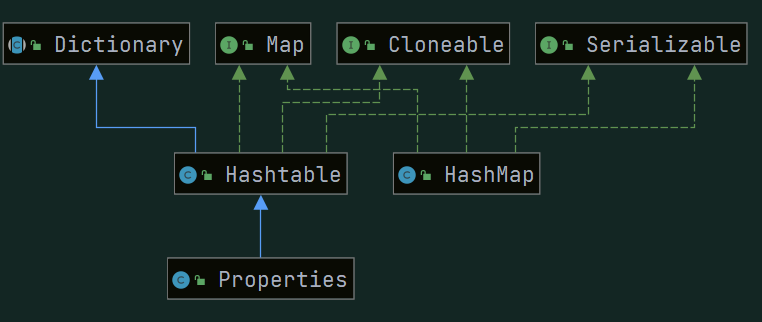 Dictionary Map Cloneable Serializable
Hashtable HashMap
Properties